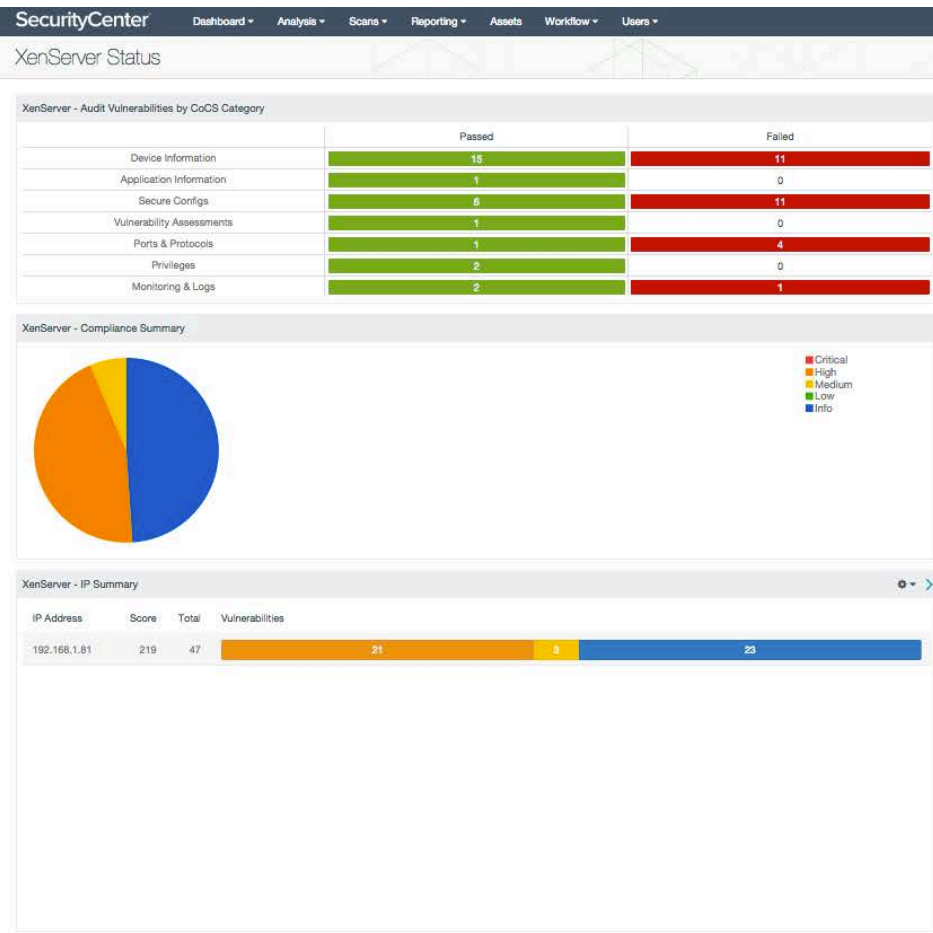 SecurityCenter Dashboard Analysis Scans Reporting Assets Workflow Users
XenServer Status
XenServer - Audit Vulnerabilities by CoCS Category
Passed Failed
Device Information 15 11
Application Information 1 0
Secure Configs 6 11
Vulnerability Assessments 1 0
Ports & Protocols 1 4
Privileges 2 0
Monitoring & Logs 2 1
XenServer - Compliance Summary
Critical
High
Medium
Low
Info
XenServer - IP Summary
IP Address Score Total Vulnerabilities
192.168.1.81 219 47 21 3 23